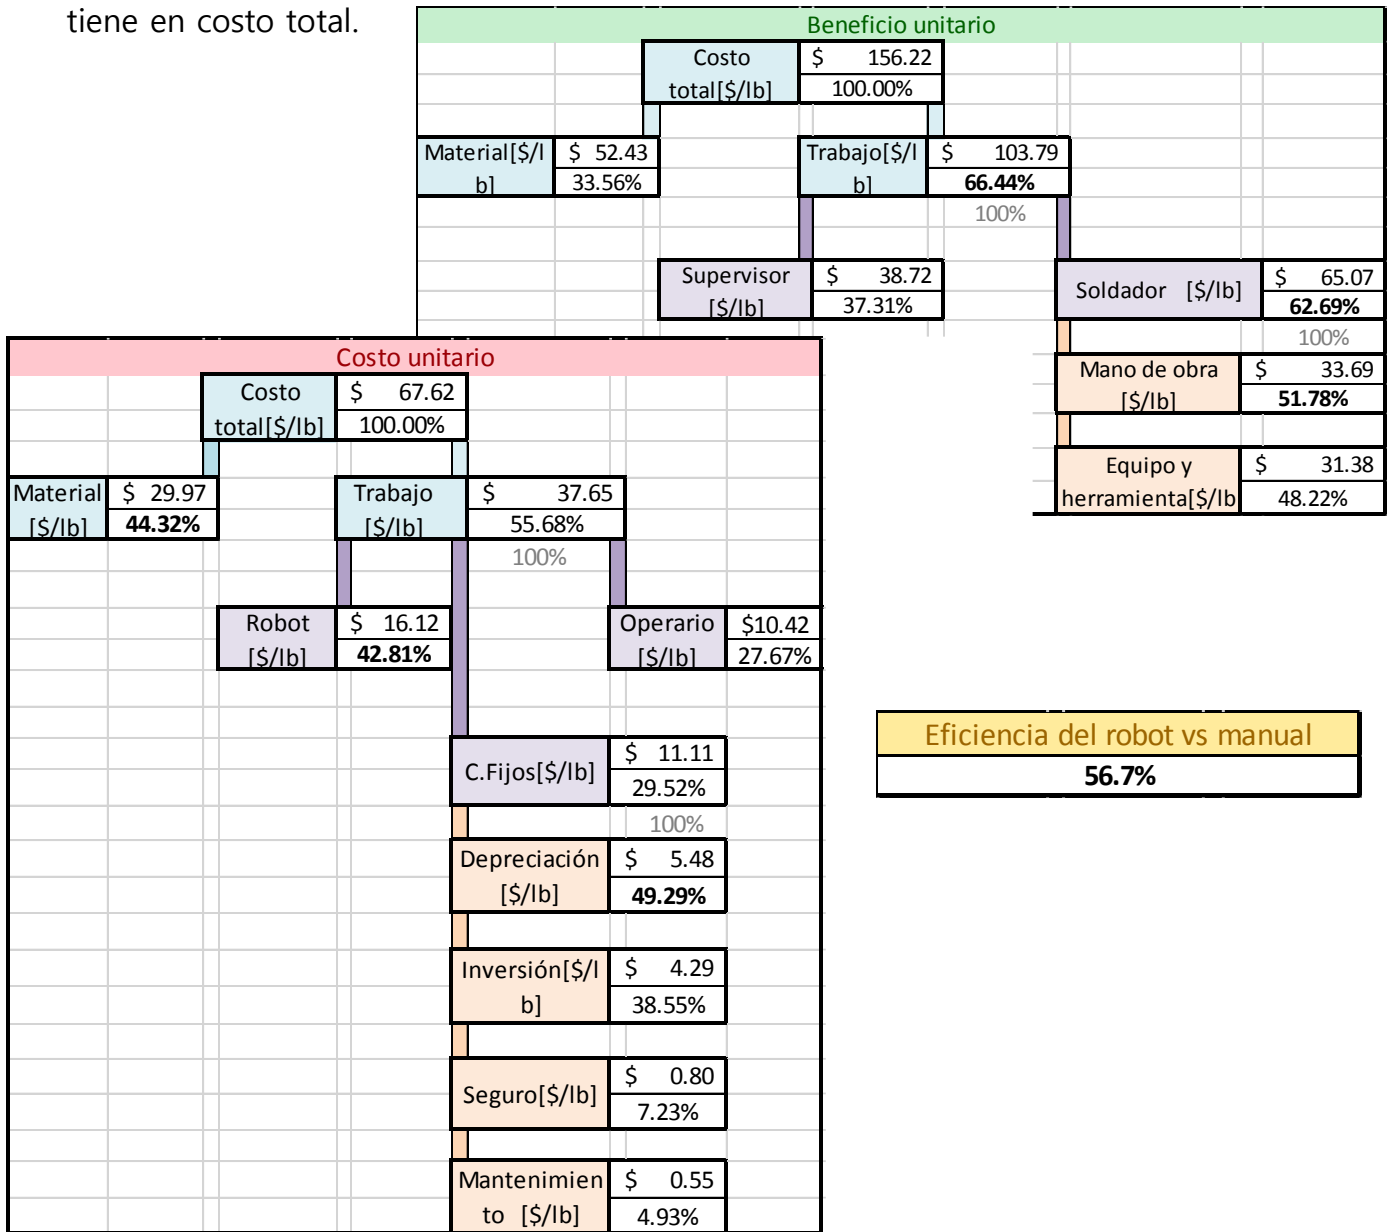 tiene en costo total.
Beneficio unitario
Costo
total[$/lb]
$ 156.22
100.00%
Material[$/l
b]
$ 52.43
33.56%
Trabajo[$/l
b]
$ 103.79
66.44%
100%
Supervisor
[$/lb]
$ 38.72
37.31%
Soldador [$/lb]
$ 65.07
62.69%
100%
Mano de obra
[$/lb]
$ 33.69
51.78%
Equipo y
herramienta[$/lb
$ 31.38
48.22%
Costo unitario
Costo
total[$/lb]
$ 67.62
100.00%
Material
[$/lb]
$ 29.97
44.32%
Trabajo
[$/lb]
$ 37.65
55.68%
100%
Robot
[$/lb]
$ 16.12
42.81%
Operario
[$/lb]
$10.42
27.67%
C.Fijos[$/lb]
$ 11.11
29.52%
100%
Depreciación
[$/lb]
$ 5.48
49.29%
Inversión[$/l
b]
$ 4.29
38.55%
Seguro[$/lb]
$ 0.80
7.23%
Mantenimien
to [$/lb]
$ 0.55
4.93%
Eficiencia del robot vs manual
56.7%